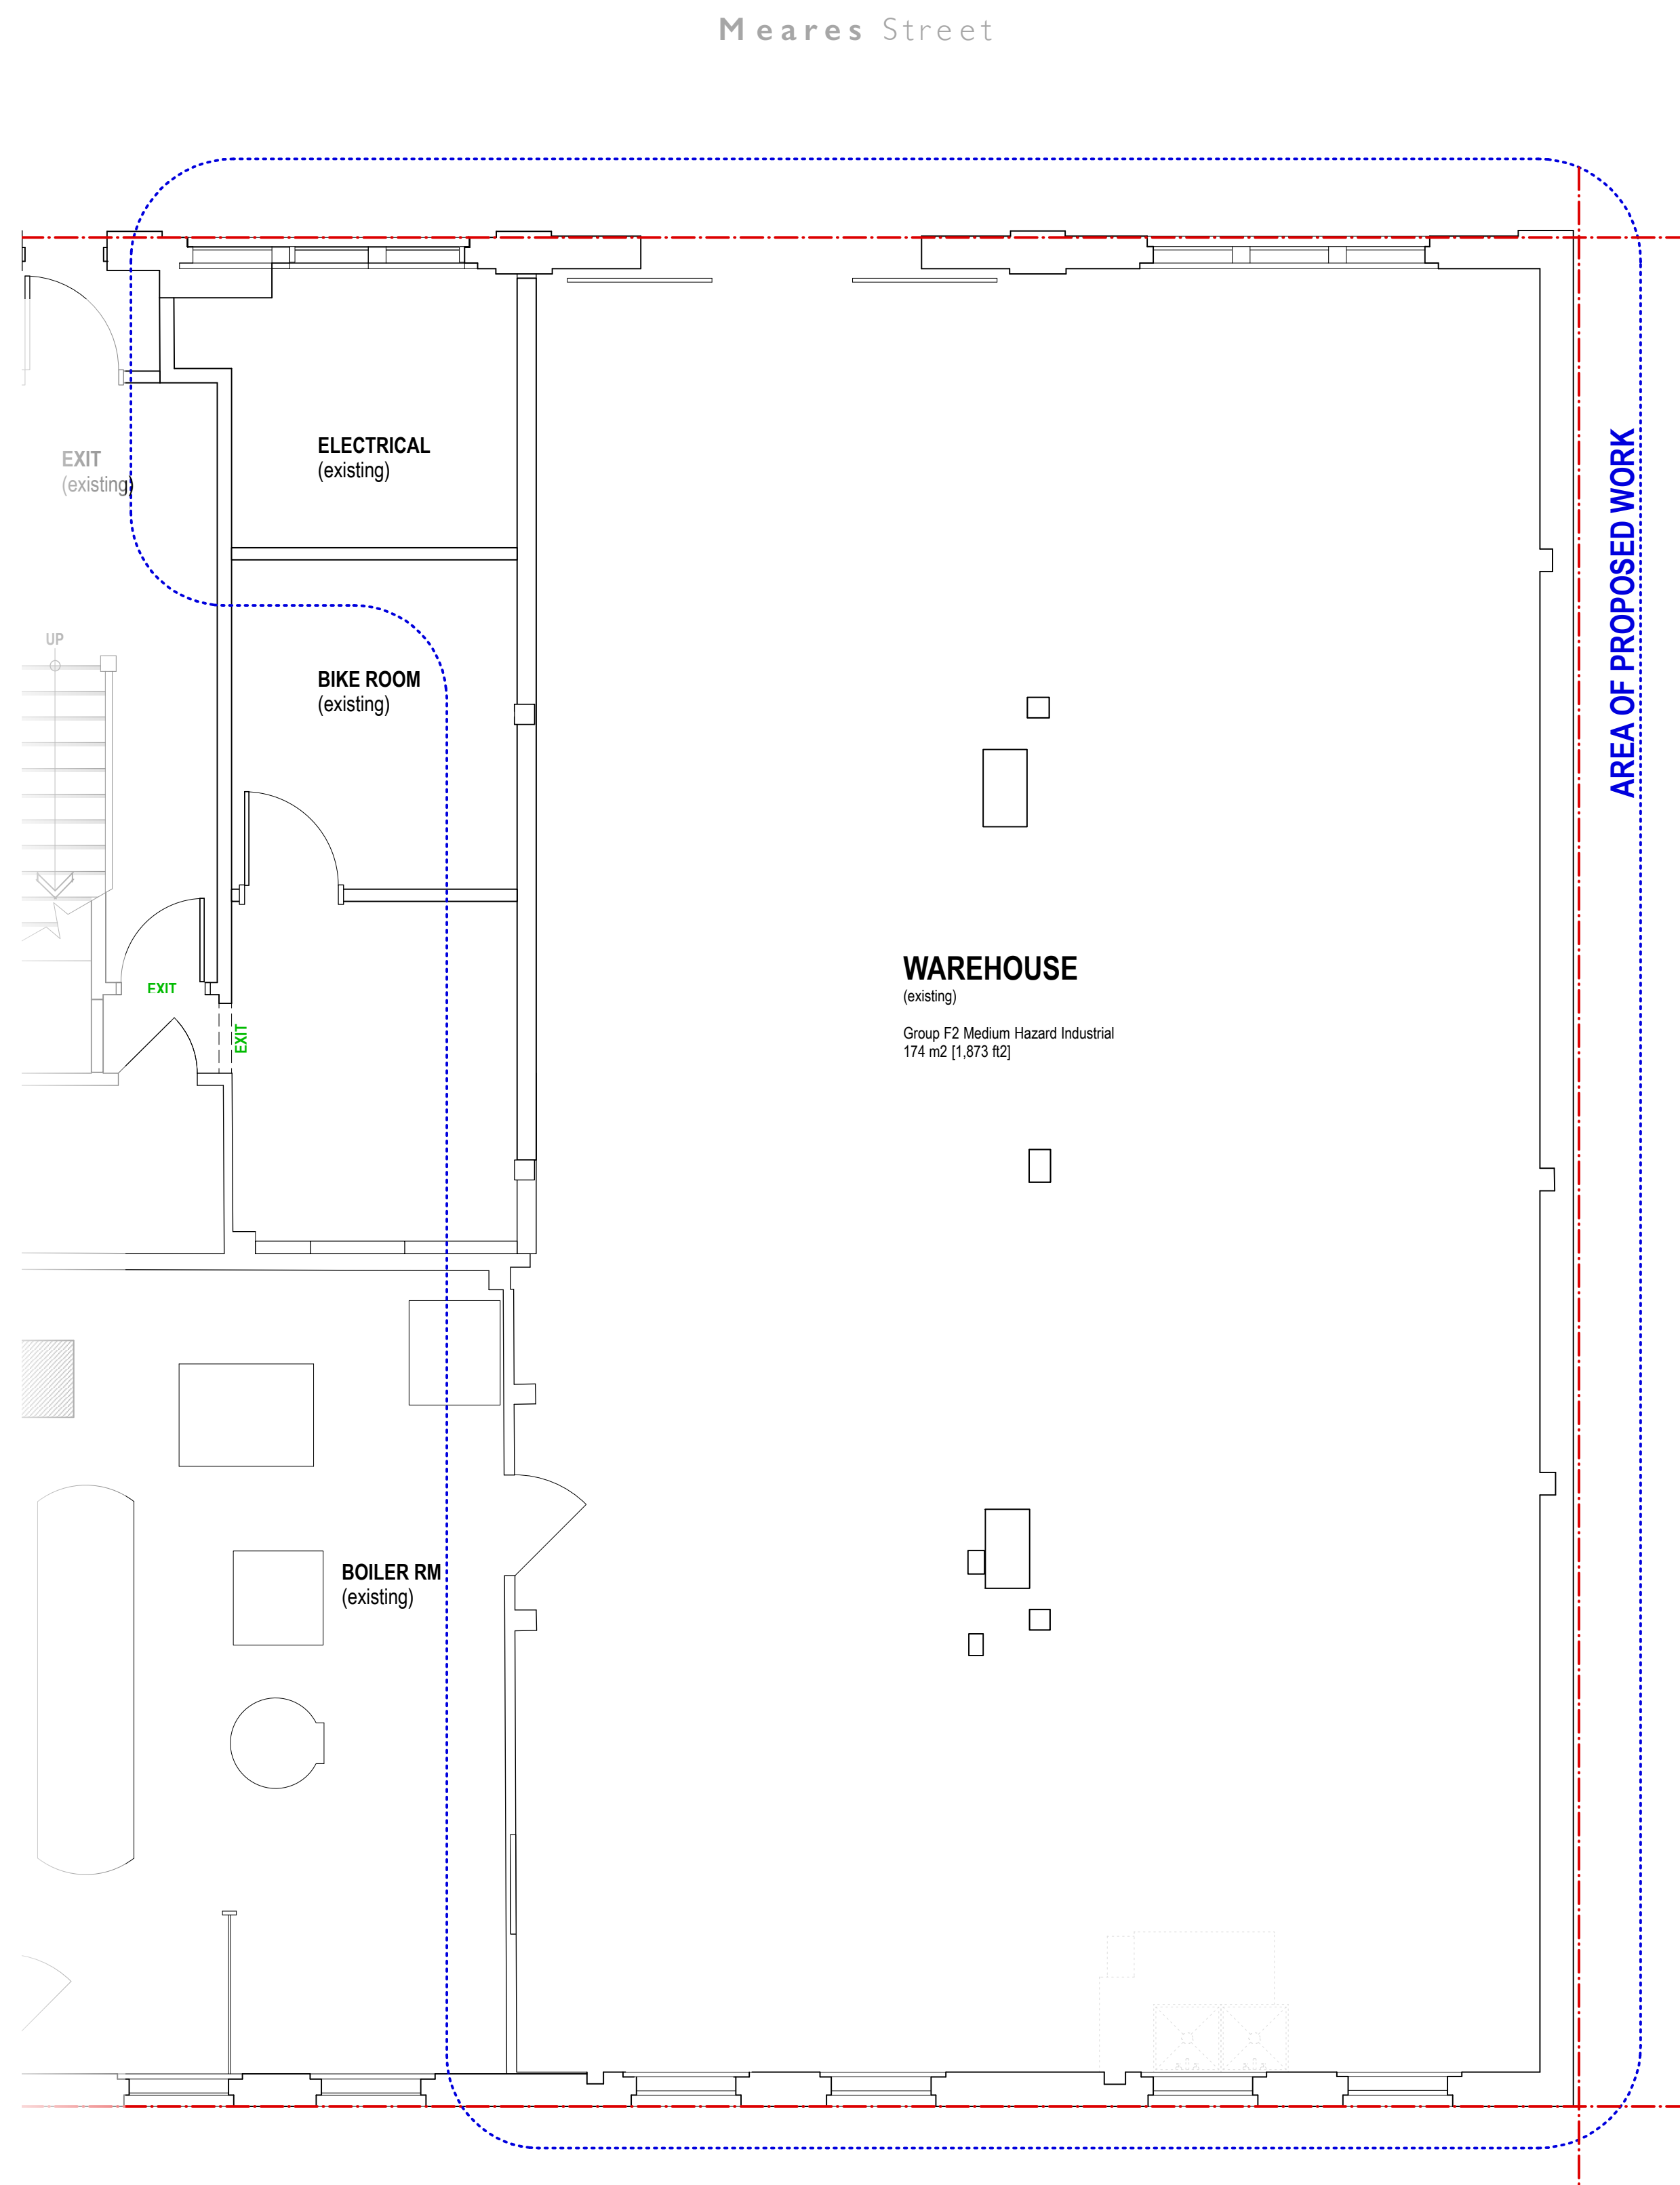 Meares Street
ELECTRICAL
(existing)
EXIT
(existing)
AREA OF PROPOSED WORK
UP
BIKE ROOM
(existing)
WAREHOUSE
(existing)
Group F2 Medium Hazard Industrial
174 m2 [1,873 ft2]
EXIT
EXIT
BOILER RM
(existing)